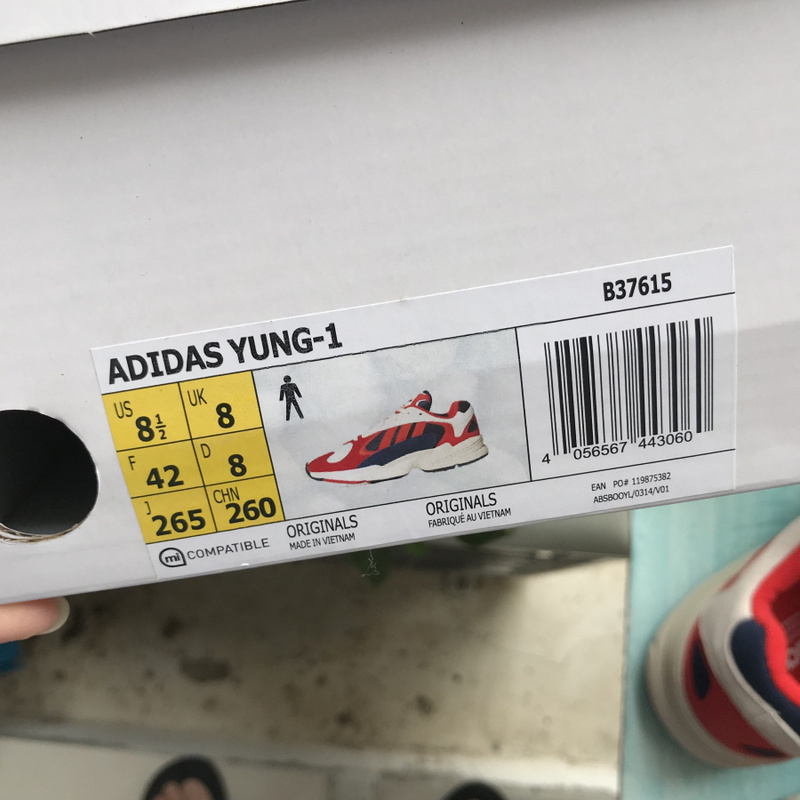 B37615
ADIDAS YUNG-1
US 8½ UK 8
F 42 D 8
J 265 CHN 260
4 056567 443060
mi COMPATIBLE
ORIGINALS
MADE IN VIETNAM
ORIGINALS
FABRIQUÉ AU VIETNAM
EAN PO# 119875382
ABSBOOYL/0314/V01